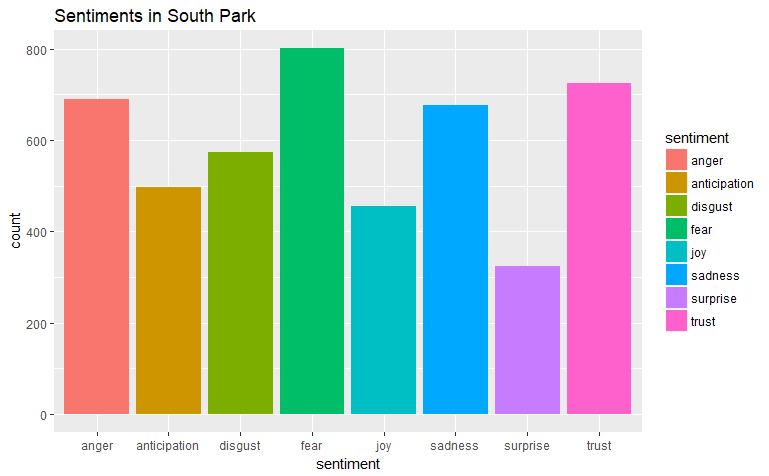 Sentiments in South Park
800
600
400
200
0
count
anger anticipation disgust fear joy sadness surprise trust
sentiment
sentiment
anger
anticipation
disgust
fear
joy
sadness
surprise
trust